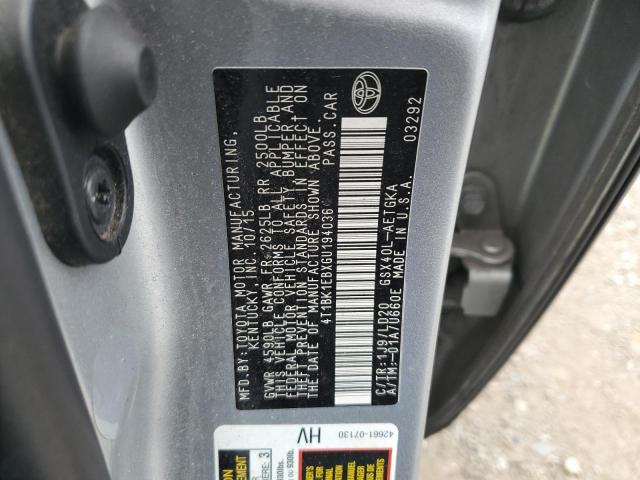 MFD.BY:TOYOTA MOTOR MANUFACTURING,
KENTUCKY, INC. 10/15
GVWR 4590LB GAWR FR 2625LB RR 2500LB
THIS VEHICLE CONFORMS TO ALL APPLICABLE
FEDERAL MOTOR VEHICLE SAFETY, BUMPER, AND
THEFT PREVENTION STANDARDS IN EFFECT ON
THE DATE OF MANUFACTURE SHOWN ABOVE.
4T1BK1EBXGU194036 PASS.CAR
C/TR:1J9/LD20 GSX40L-AETGKA
A/TM:-01A/U660E MADE IN U.S.A.
03292
HV
42661-07130
3
MANUEL
MANUAL